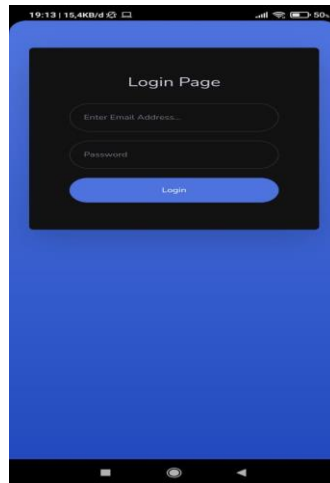 19:13 | 15,4KB/d
50
Login Page
Enter Email Address...
Password
Login